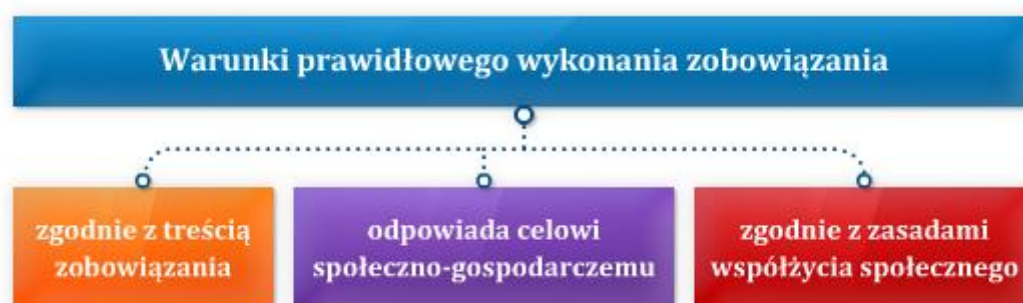 Warunki prawidłowego wykonania zobowiązania
zgodnie z treścią
zobowiązania
odpowiada celowi
społeczno-gospodarczemu
zgodnie z zasadami
współżycia społecznego